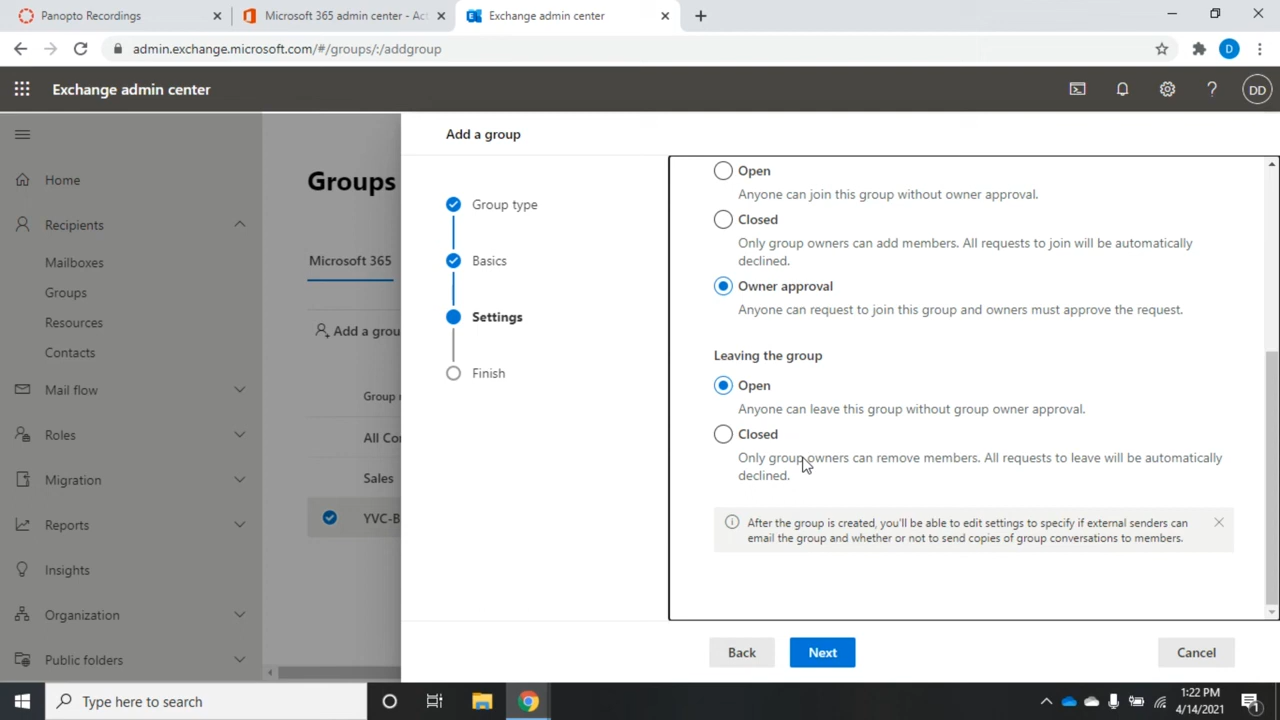 Panopto Recordings
Microsoft 365 admin center - Act
Exchange admin center
admin.exchange.microsoft.com/#/groups/:/addgroup
D
Exchange admin center
DD
Home
Recipients
Mailboxes
Groups
Resources
Contacts
Mail flow
Roles
Migration
Reports
Insights
Organization
Public folders
Groups
Microsoft 365
Add a grou
Group
All Co
Sales
YVC-B
Add a group
Group type
Basics
Settings
Finish
Open
Anyone can join this group without owner approval.
Closed
Only group owners can add members. All requests to join will be automatically
declined.
Owner approval
Anyone can request to join this group and owners must approve the request.
Leaving the group
Open
Anyone can leave this group without group owner approval.
Closed
Only group owners can remove members. All requests to leave will be automatically
declined.
After the group is created, you'll be able to edit settings to specify if external senders can
email the group and whether or not to send copies of group conversations to members.
Back
Next
Cancel
Type here to search
1:22 PM
4/14/2021
1